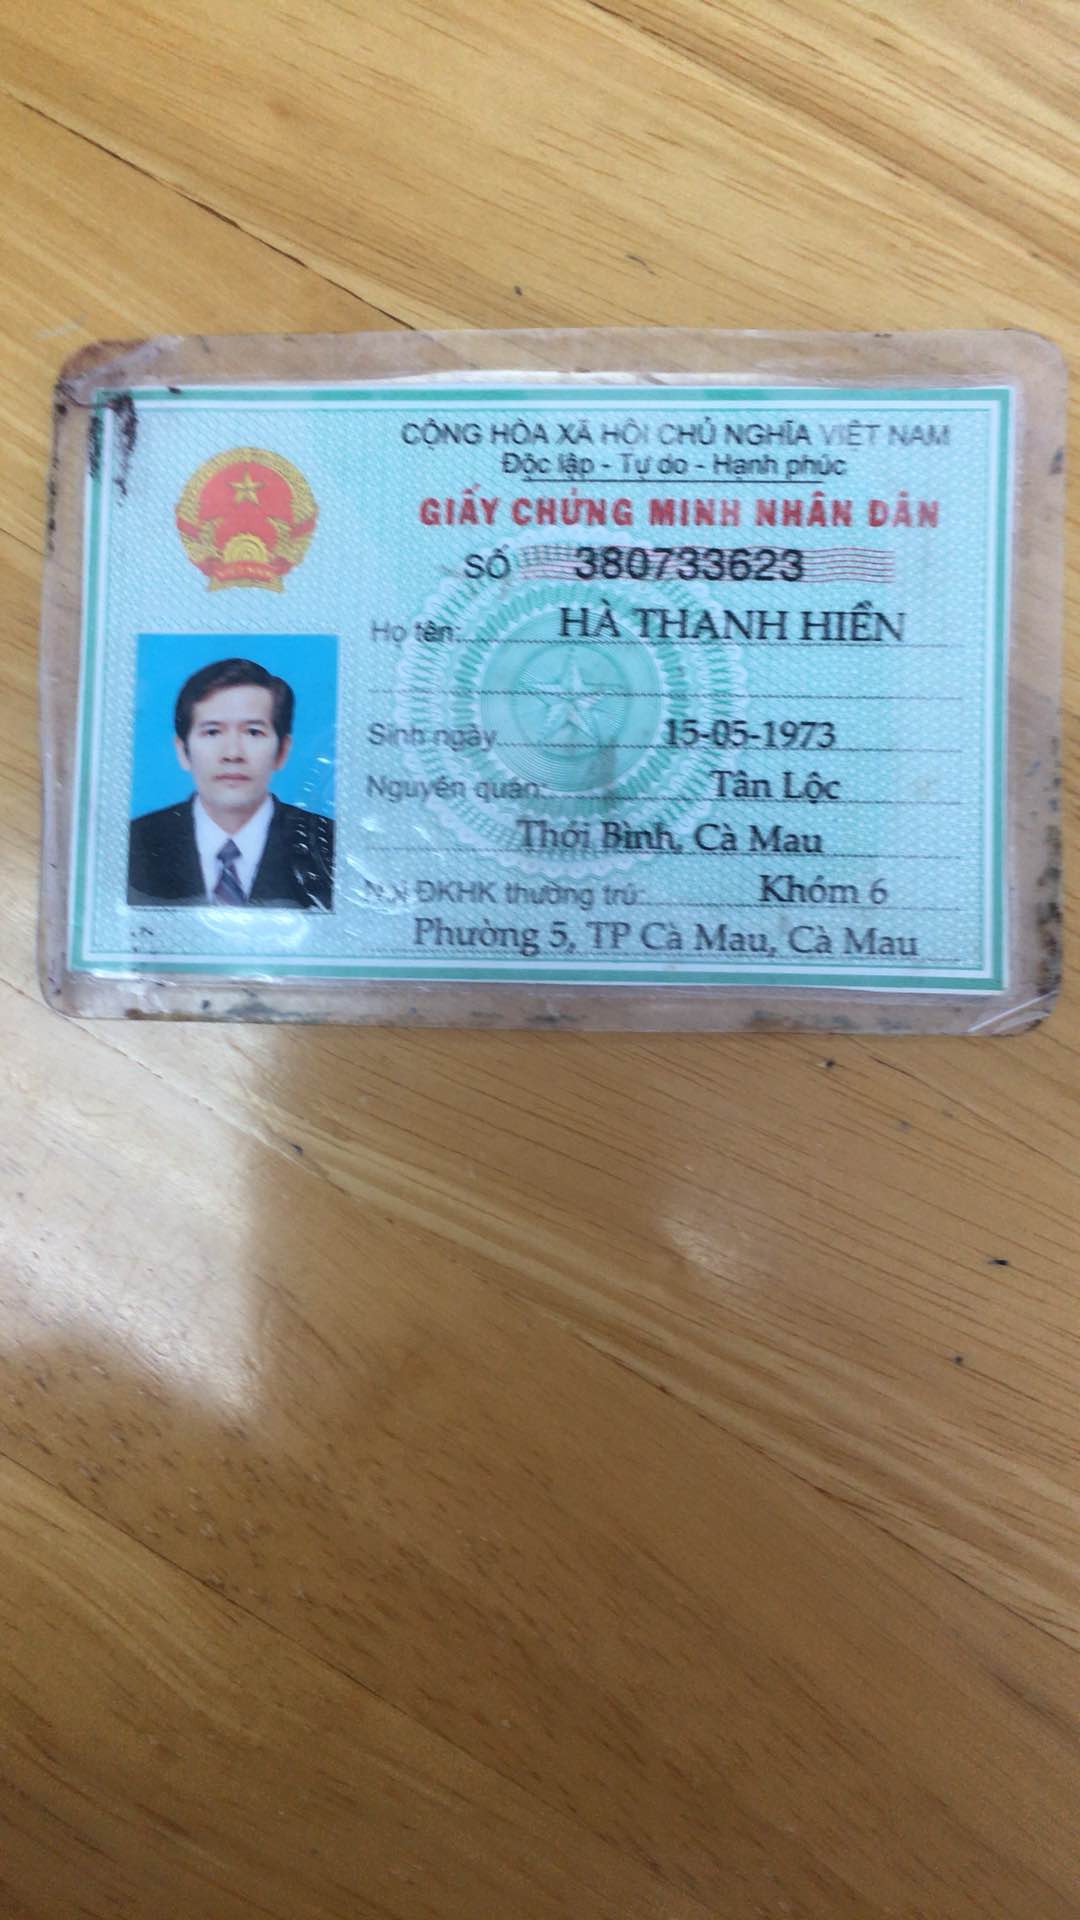 CỘNG HÒA XÃ HỘI CHỦ NGHĨA VIỆT NAM
Độc lập - Tự do - Hạnh phúc
GIẤY CHỨNG MINH NHÂN DÂN
SỐ 380733623
Họ tên: HÀ THANH HIỀN
Sinh ngày 15-05-1973
Nguyên quán: Tân Lộc
Thới Bình, Cà Mau
Nơi ĐKHK thường trú: Khóm 6
Phường 5, TP Cà Mau, Cà Mau